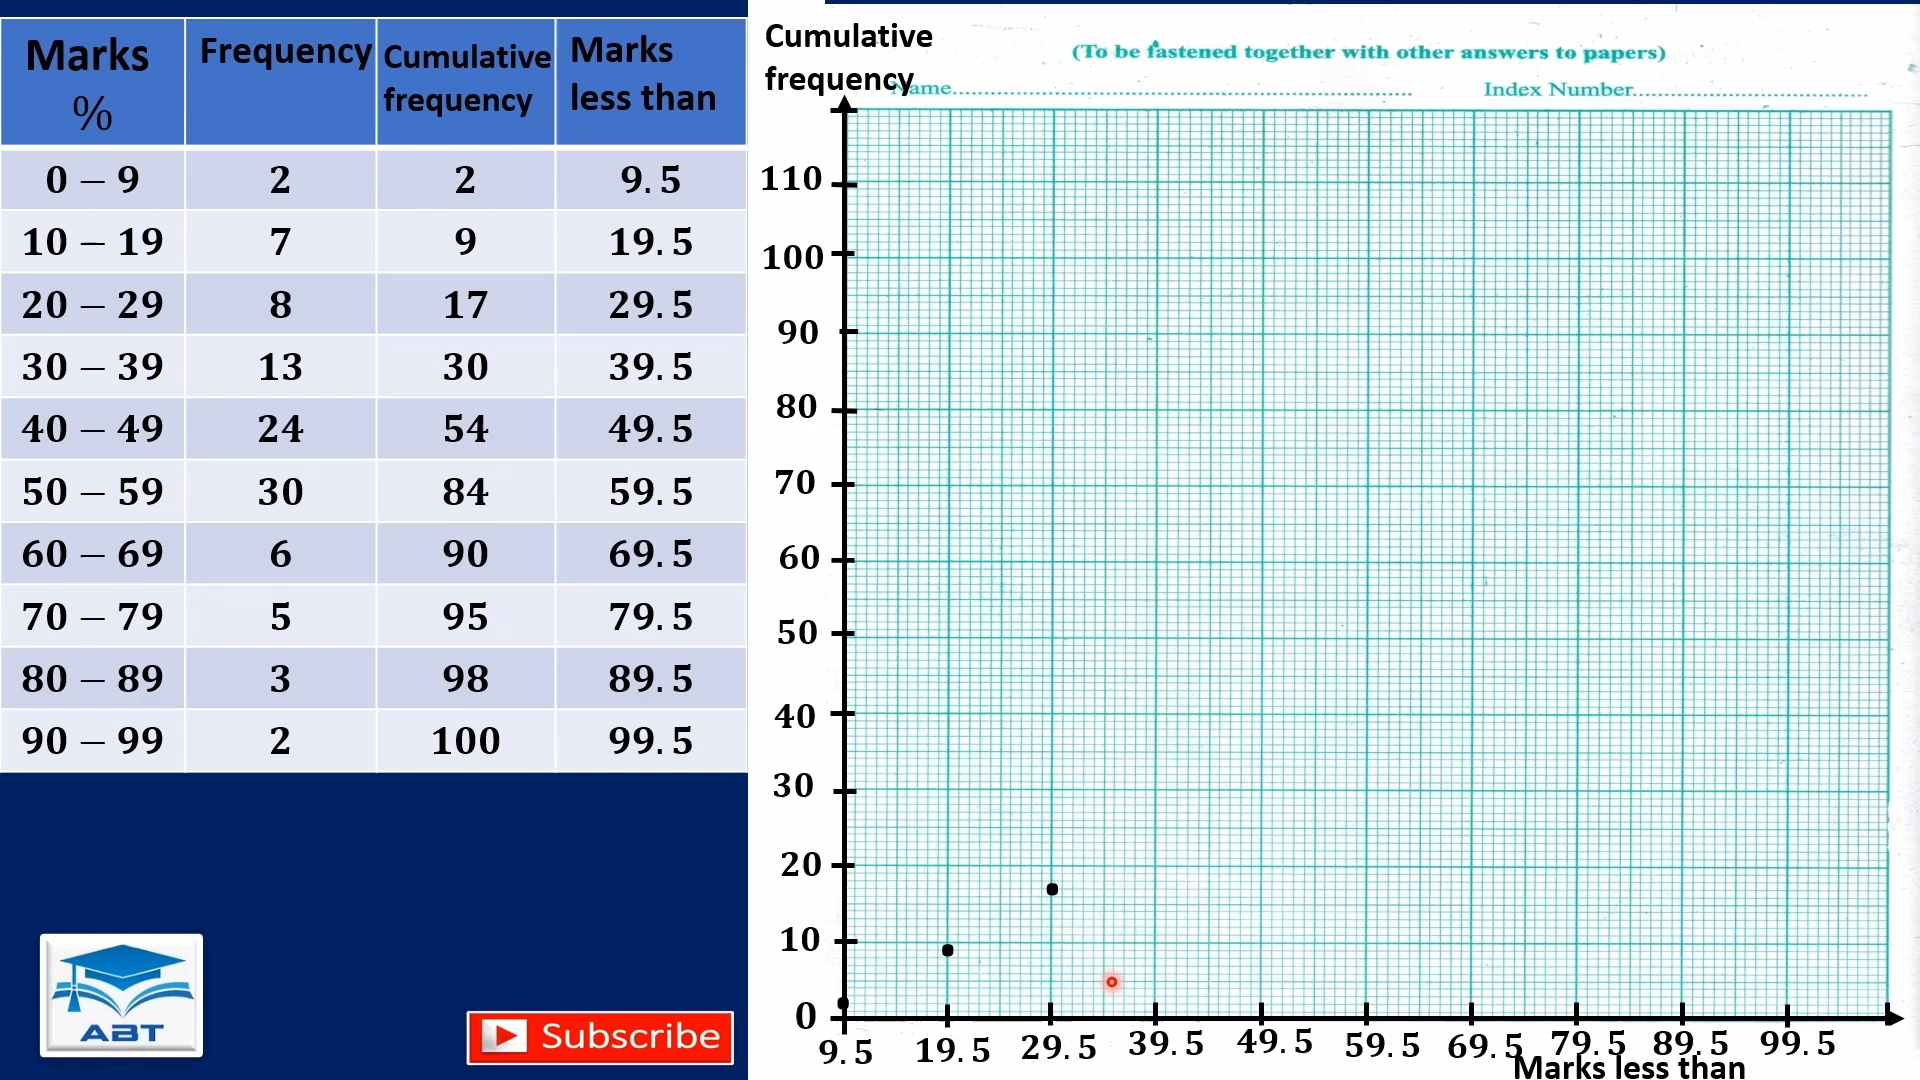 Marks % Frequency Cumulative frequency Marks less than
0 – 9 2 2 9.5
10 – 19 7 9 19.5
20 – 29 8 17 29.5
30 – 39 13 30 39.5
40 – 49 24 54 49.5
50 – 59 30 84 59.5
60 – 69 6 90 69.5
70 – 79 5 95 79.5
80 – 89 3 98 89.5
90 – 99 2 100 99.5
ABT
Subscribe
Cumulative
frequency
(To be fastened together with other answers to papers)
Name
Index Number
110
100
90
80
70
60
50
40
30
20
10
0
9.5 19.5 29.5 39.5 49.5 59.5 69.5 79.5 89.5 99.5
Marks less than